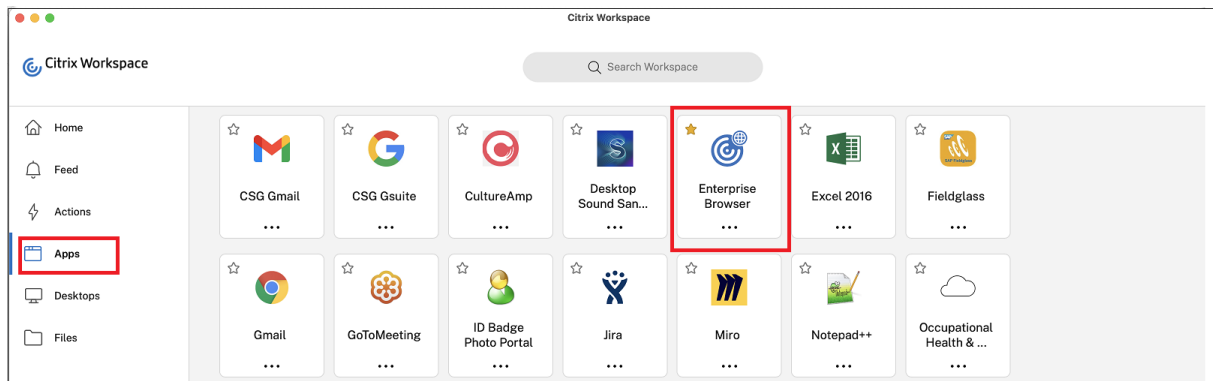 Citrix Workspace
Citrix Workspace
Search Workspace
Home
Feed
Actions
Apps
Desktops
Files
CSG Gmail
CSG Gsuite
CultureAmp
Desktop
Sound San...
Enterprise
Browser
Excel 2016
Fieldglass
Gmail
GoToMeeting
ID Badge
Photo Portal
Jira
Miro
Notepad++
Occupational
Health & ...